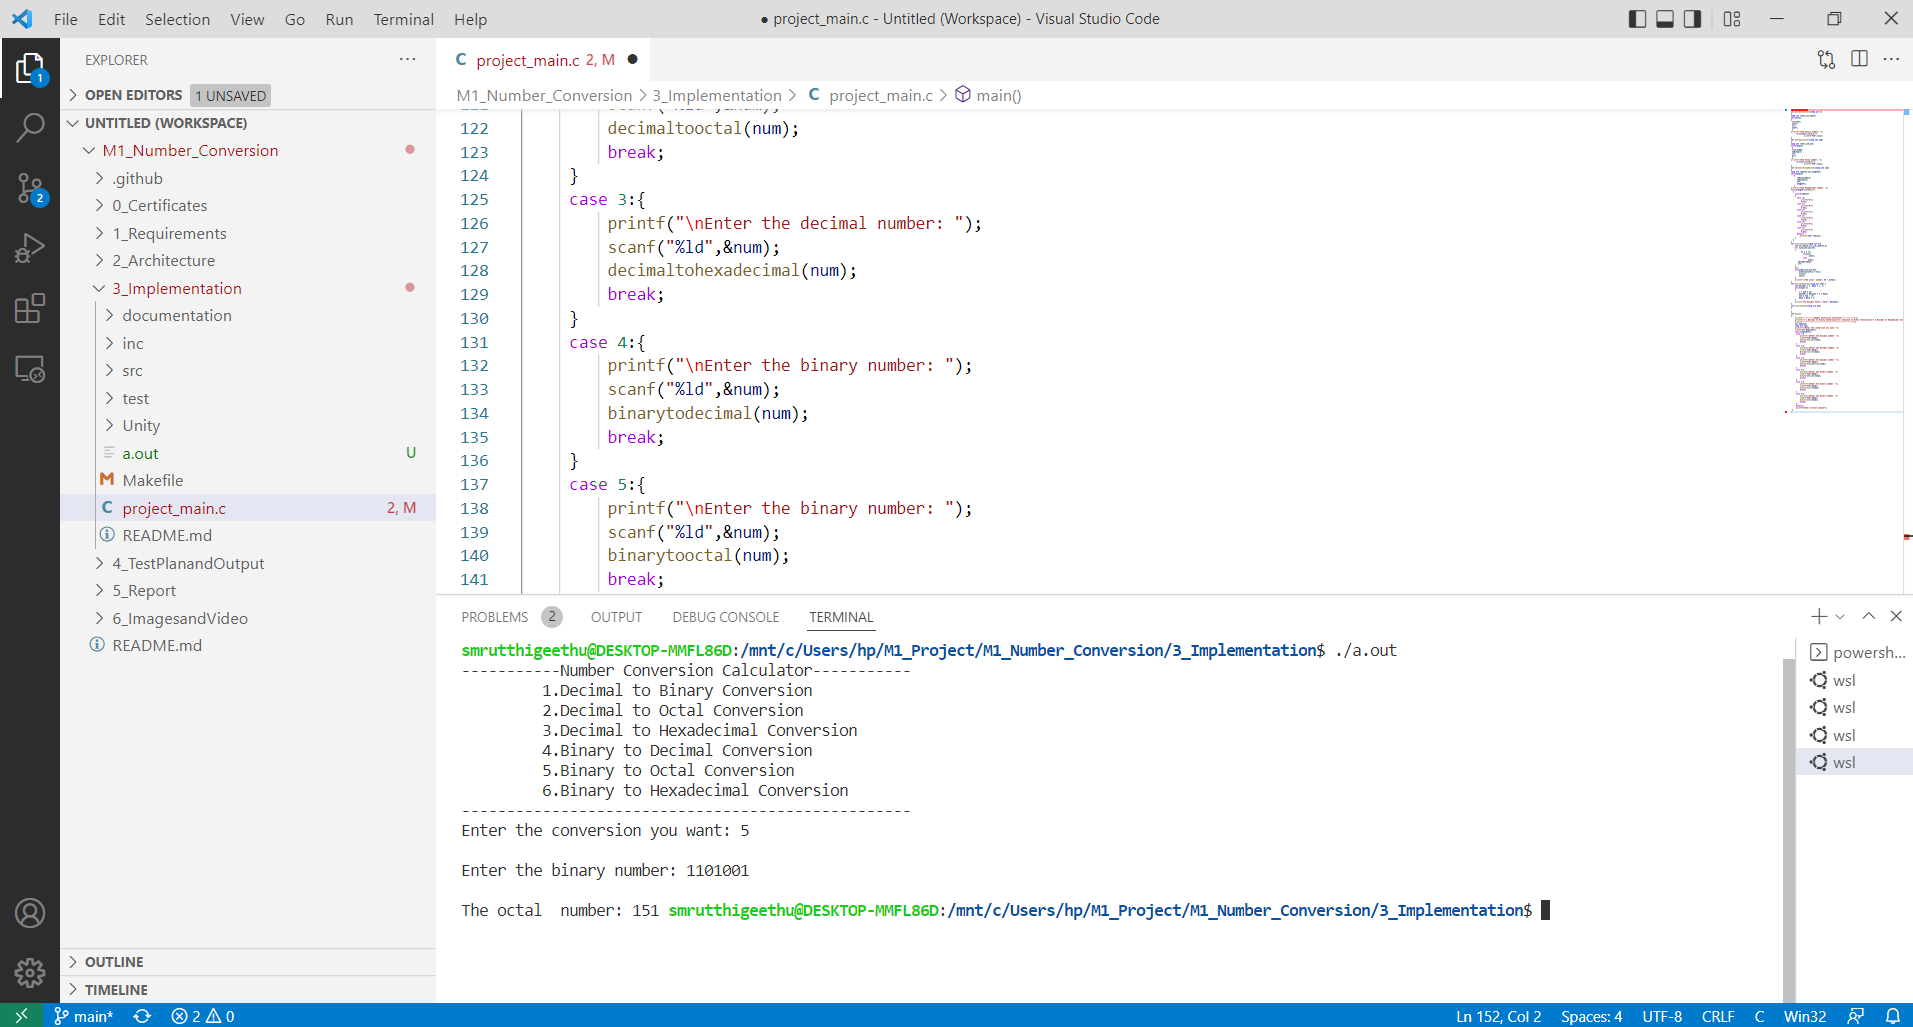 File Edit Selection View Go Run Terminal Help
● project_main.c - Untitled (Workspace) - Visual Studio Code
EXPLORER
OPEN EDITORS 1 UNSAVED
UNTITLED (WORKSPACE)
M1_Number_Conversion
.github
0_Certificates
1_Requirements
2_Architecture
3_Implementation
documentation
inc
src
test
Unity
a.out U
Makefile
project_main.c 2, M
README.md
4_TestPlanandOutput
5_Report
6_ImagesandVideo
README.md
OUTLINE
TIMELINE
1
2
C project_main.c 2, M ●
M1_Number_Conversion > 3_Implementation > C project_main.c > main()
122 decimaltooctal(num);
123 break;
124 }
125 case 3:{
126 printf("\nEnter the decimal number: ");
127 scanf("%ld",&num);
128 decimaltohexadecimal(num);
129 break;
130 }
131 case 4:{
132 printf("\nEnter the binary number: ");
133 scanf("%ld",&num);
134 binarytodecimal(num);
135 break;
136 }
137 case 5:{
138 printf("\nEnter the binary number: ");
139 scanf("%ld",&num);
140 binarytooctal(num);
141 break;
PROBLEMS 2 OUTPUT DEBUG CONSOLE TERMINAL
smrutthigeethu@DESKTOP-MMFL86D:/mnt/c/Users/hp/M1_Project/M1_Number_Conversion/3_Implementation$ ./a.out
-----------Number Conversion Calculator-----------
1.Decimal to Binary Conversion
2.Decimal to Octal Conversion
3.Decimal to Hexadecimal Conversion
4.Binary to Decimal Conversion
5.Binary to Octal Conversion
6.Binary to Hexadecimal Conversion
--------------------------------------------------
Enter the conversion you want: 5
Enter the binary number: 1101001
The octal  number: 151 smrutthigeethu@DESKTOP-MMFL86D:/mnt/c/Users/hp/M1_Project/M1_Number_Conversion/3_Implementation$
powersh...
wsl
wsl
wsl
wsl
main* 2 0
Ln 152, Col 2 Spaces: 4 UTF-8 CRLF C Win32